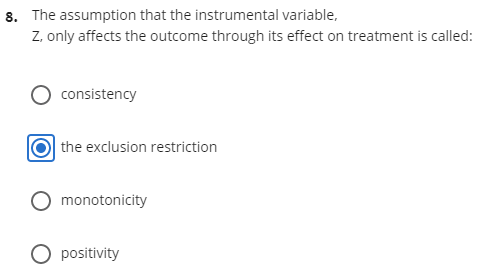 8. The assumption that the instrumental variable,
Z, only affects the outcome through its effect on treatment is called:
consistency
the exclusion restriction
monotonicity
positivity